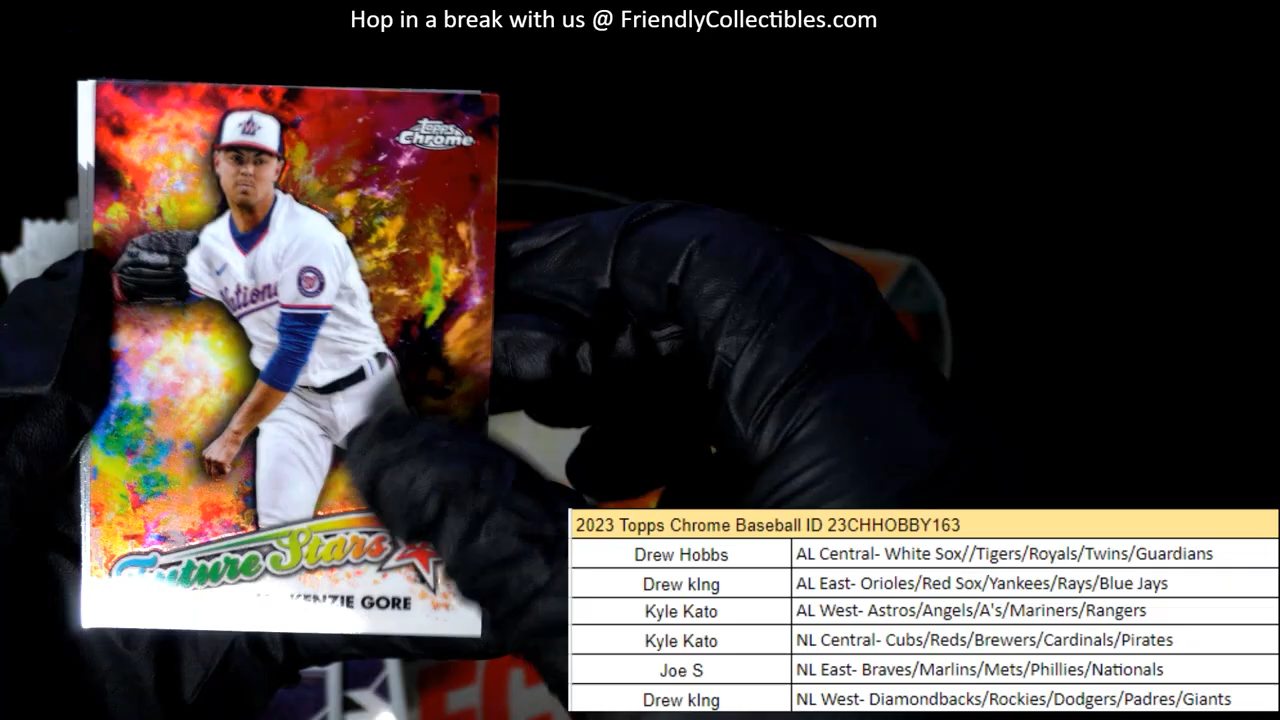 Hop in a break with us @ FriendlyCollectibles.com
Topps
Chrome
Nationa
Future Stars
KENZIE GORE
2023 Topps Chrome Baseball ID 23CHHOBBY163
Drew Hobbs AL Central- White Sox//Tigers/Royals/Twins/Guardians
Drew kIng AL East- Orioles/Red Sox/Yankees/Rays/Blue Jays
Kyle Kato AL West- Astros/Angels/A's/Mariners/Rangers
Kyle Kato NL Central- Cubs/Reds/Brewers/Cardinals/Pirates
Joe S NL East- Braves/Marlins/Mets/Phillies/Nationals
Drew kIng NL West- Diamondbacks/Rockies/Dodgers/Padres/Giants